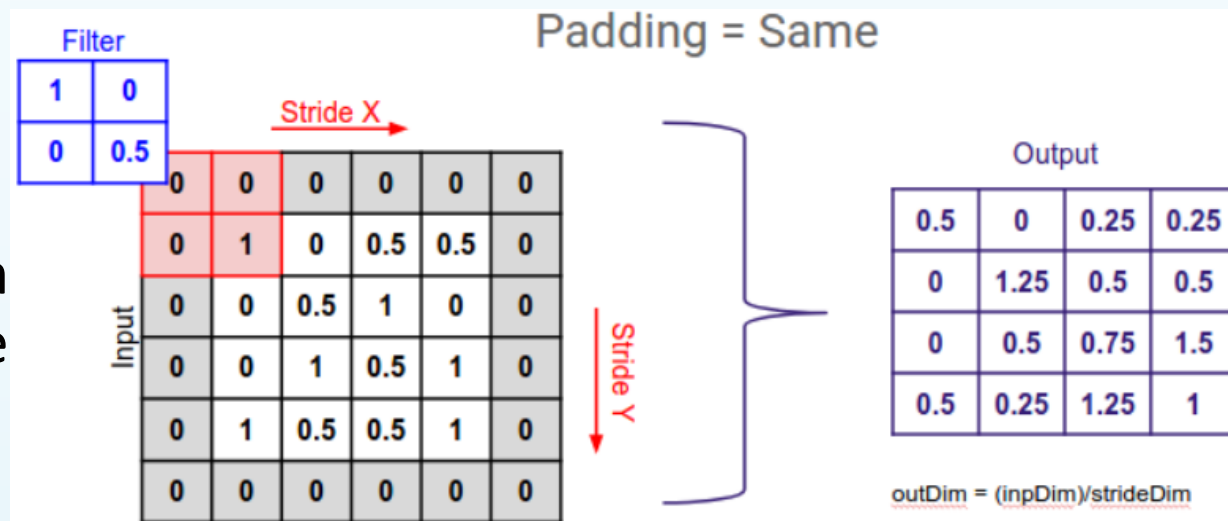 Padding = Same
Filter
1 0
0 0.5
Stride X
Input
0 0 0 0 0 0
0 1 0 0.5 0.5 0
0 0 0.5 1 0 0
0 0 1 0.5 1 0
0 1 0.5 0.5 1 0
0 0 0 0 0 0
Stride Y
Output
0.5 0 0.25 0.25
0 1.25 0.5 0.5
0 0.5 0.75 1.5
0.5 0.25 1.25 1
outDim = (inpDim)/strideDim